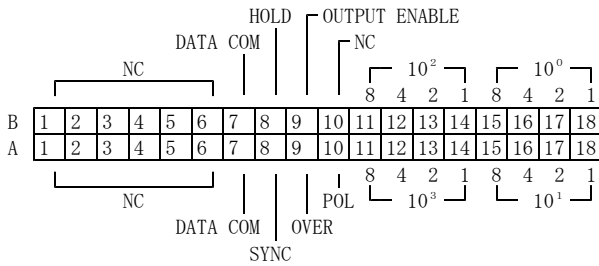 HOLD OUTPUT ENABLE
DATA COM NC
NC 10² 10⁰
8 4 2 1 8 4 2 1
B 1 2 3 4 5 6 7 8 9 10 11 12 13 14 15 16 17 18
A 1 2 3 4 5 6 7 8 9 10 11 12 13 14 15 16 17 18
8 4 2 1 8 4 2 1
NC POL 10³ 10¹
DATA COM OVER
SYNC